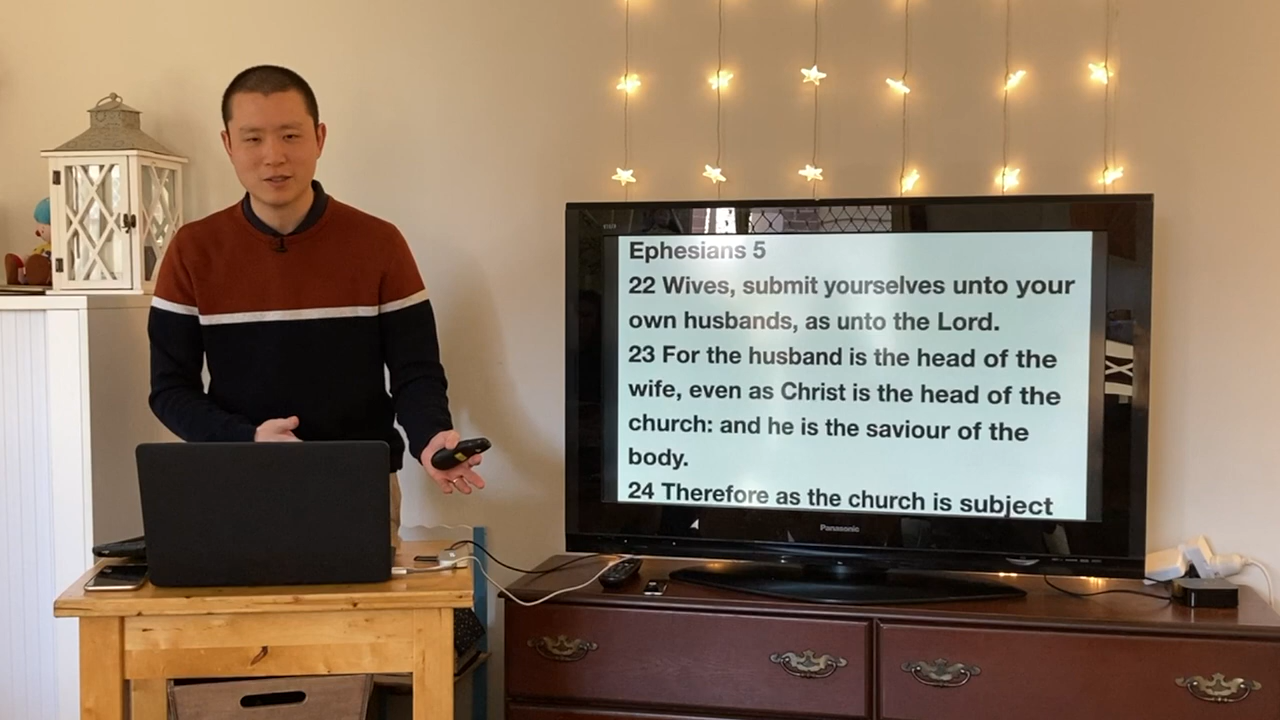 Ephesians 5
22 Wives, submit yourselves unto your
own husbands, as unto the Lord.
23 For the husband is the head of the
wife, even as Christ is the head of the
church: and he is the saviour of the
body.
24 Therefore as the church is subject
Panasonic